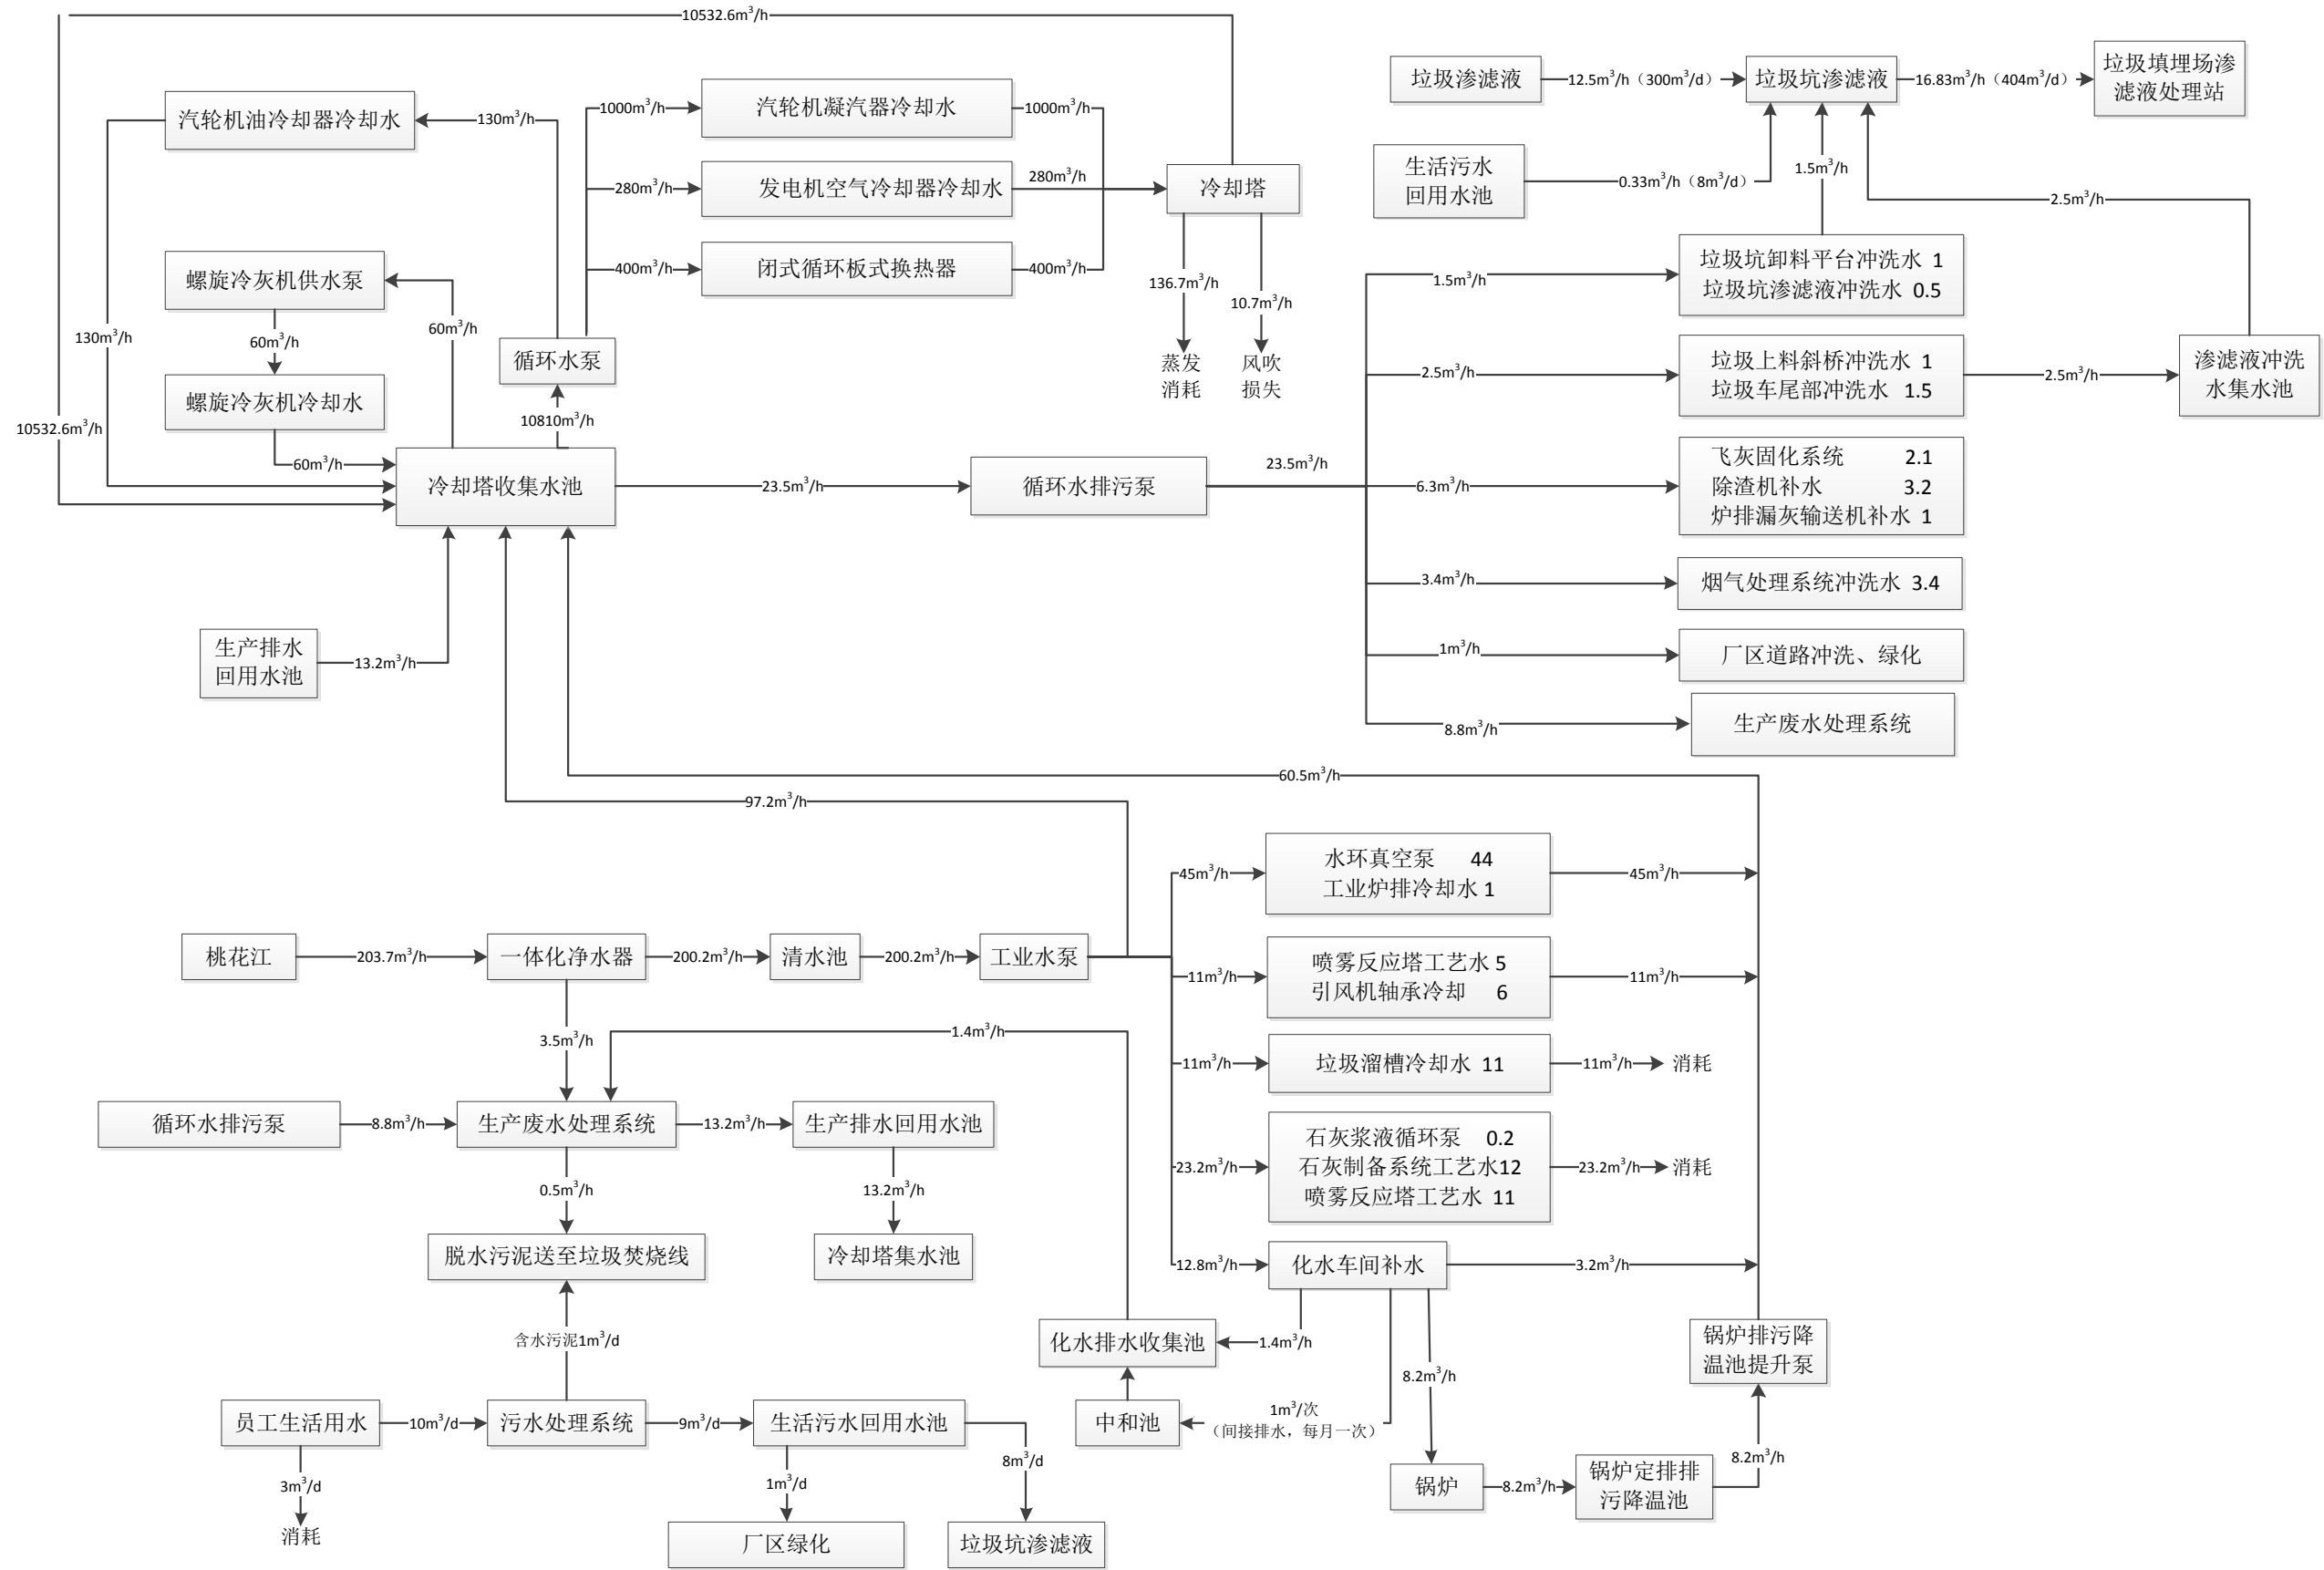 10532.6m³/h
汽轮机油冷却器冷却水
130m³/h
1000m³/h
汽轮机凝汽器冷却水
1000m³/h
280m³/h
发电机空气冷却器冷却水
280m³/h
400m³/h
闭式循环板式换热器
400m³/h
冷却塔
136.7m³/h
蒸发
消耗
10.7m³/h
风吹
损失
螺旋冷灰机供水泵
60m³/h
60m³/h
螺旋冷灰机冷却水
60m³/h
130m³/h
10532.6m³/h
循环水泵
10810m³/h
冷却塔收集水池
23.5m³/h
循环水排污泵
23.5m³/h
生产排水
回用水池
13.2m³/h
垃圾渗滤液
12.5m³/h（300m³/d）
垃圾坑渗滤液
16.83m³/h（404m³/d）
垃圾填埋场渗
滤液处理站
生活污水
回用水池
0.33m³/h（8m³/d）
1.5m³/h
2.5m³/h
1.5m³/h
垃圾坑卸料平台冲洗水 1
垃圾坑渗滤液冲洗水 0.5
2.5m³/h
垃圾上料斜桥冲洗水 1
垃圾车尾部冲洗水 1.5
2.5m³/h
渗滤液冲洗
水集水池
6.3m³/h
飞灰固化系统 2.1
除渣机补水 3.2
炉排漏灰输送机补水 1
3.4m³/h
烟气处理系统冲洗水 3.4
1m³/h
厂区道路冲洗、绿化
8.8m³/h
生产废水处理系统
60.5m³/h
97.2m³/h
桃花江
203.7m³/h
一体化净水器
200.2m³/h
清水池
200.2m³/h
工业水泵
45m³/h
水环真空泵 44
工业炉排冷却水 1
45m³/h
11m³/h
喷雾反应塔工艺水 5
引风机轴承冷却 6
11m³/h
11m³/h
垃圾溜槽冷却水 11
11m³/h
消耗
23.2m³/h
石灰浆液循环泵 0.2
石灰制备系统工艺水12
喷雾反应塔工艺水 11
23.2m³/h
消耗
12.8m³/h
化水车间补水
3.2m³/h
3.5m³/h
1.4m³/h
循环水排污泵
8.8m³/h
生产废水处理系统
13.2m³/h
生产排水回用水池
0.5m³/h
13.2m³/h
脱水污泥送至垃圾焚烧线
冷却塔集水池
含水污泥1m³/d
化水排水收集池
1.4m³/h
8.2m³/h
锅炉排污降
温池提升泵
员工生活用水
10m³/d
污水处理系统
9m³/d
生活污水回用水池
中和池
1m³/次
（间接排水，每月一次）
3m³/d
消耗
1m³/d
厂区绿化
8m³/d
垃圾坑渗滤液
锅炉
8.2m³/h
锅炉定排排
污降温池
8.2m³/h